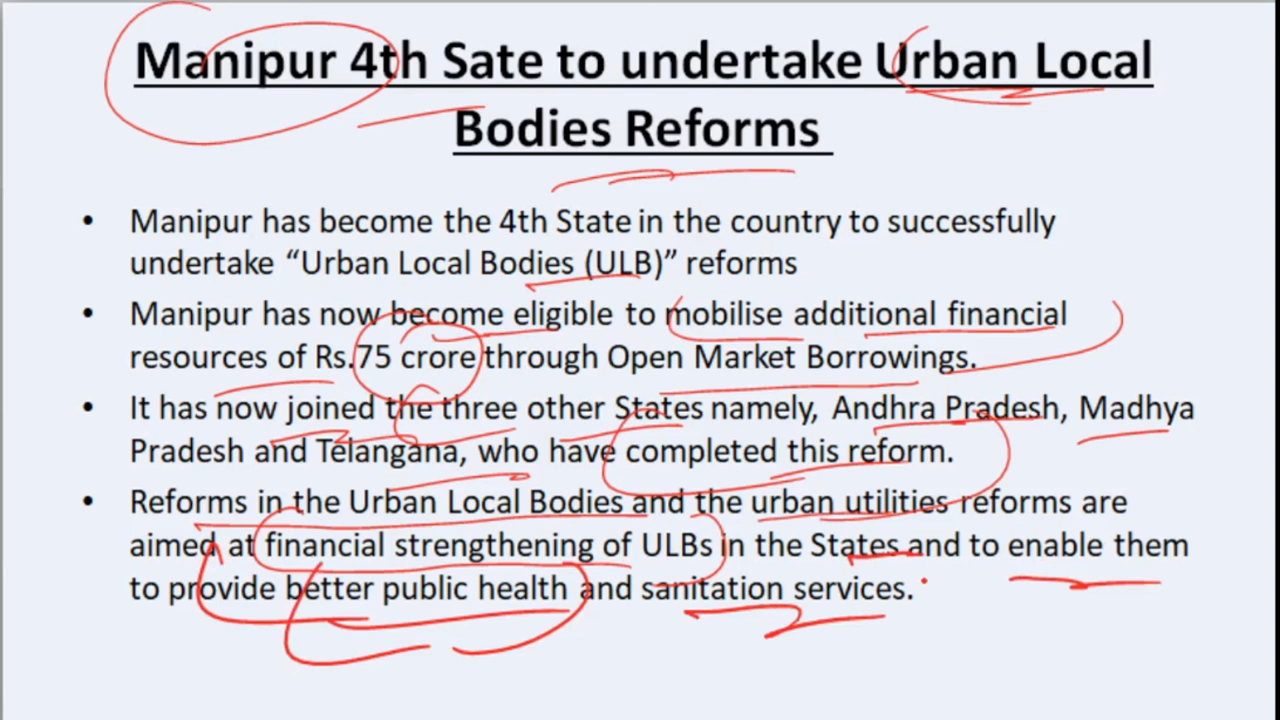 Manipur 4th Sate to undertake Urban Local
Bodies Reforms
• Manipur has become the 4th State in the country to successfully
undertake “Urban Local Bodies (ULB)” reforms
• Manipur has now become eligible to mobilise additional financial
resources of Rs.75 crore through Open Market Borrowings.
• It has now joined the three other States namely, Andhra Pradesh, Madhya
Pradesh and Telangana, who have completed this reform.
• Reforms in the Urban Local Bodies and the urban utilities reforms are
aimed at financial strengthening of ULBs in the States and to enable them
to provide better public health and sanitation services.